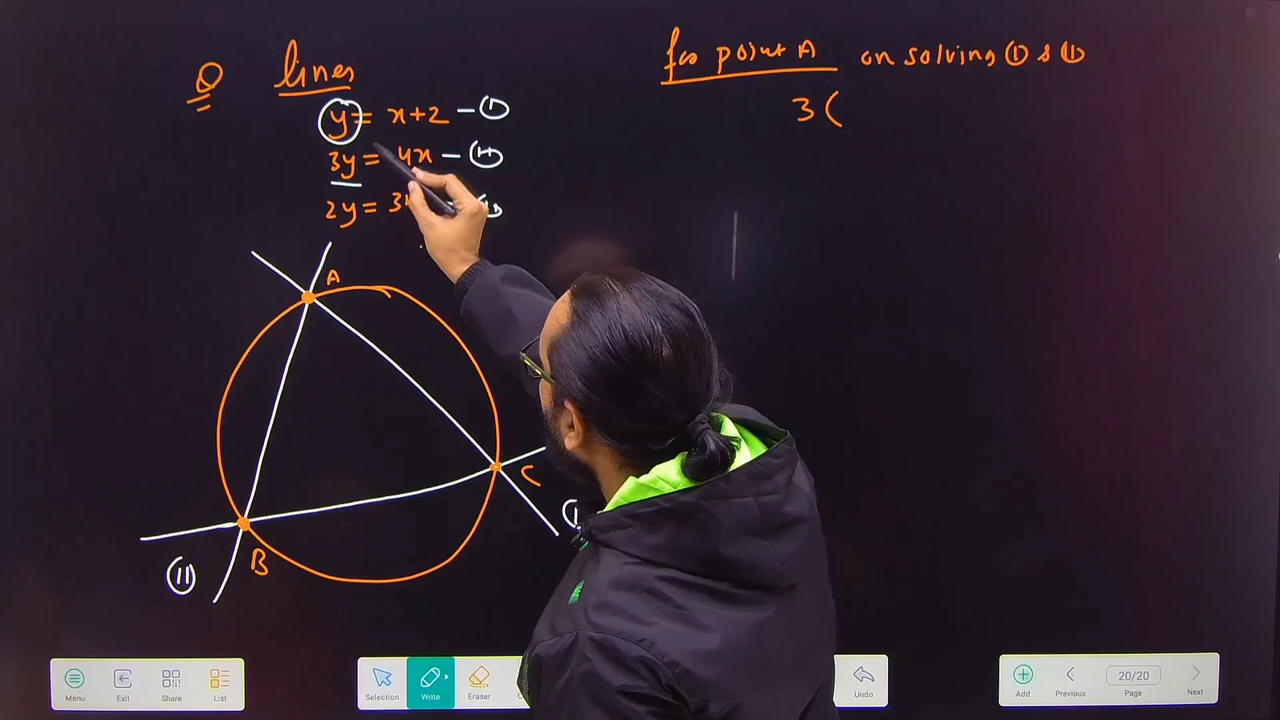 Q lines
y = x+2 - (I)
3y = 4x - (II)
2y = 3
for point A on solving (I) & (II)
3(
A
B
C
(II)
Menu Exit Share List Selection Write Eraser Undo Add Previous 20/20 Page Next